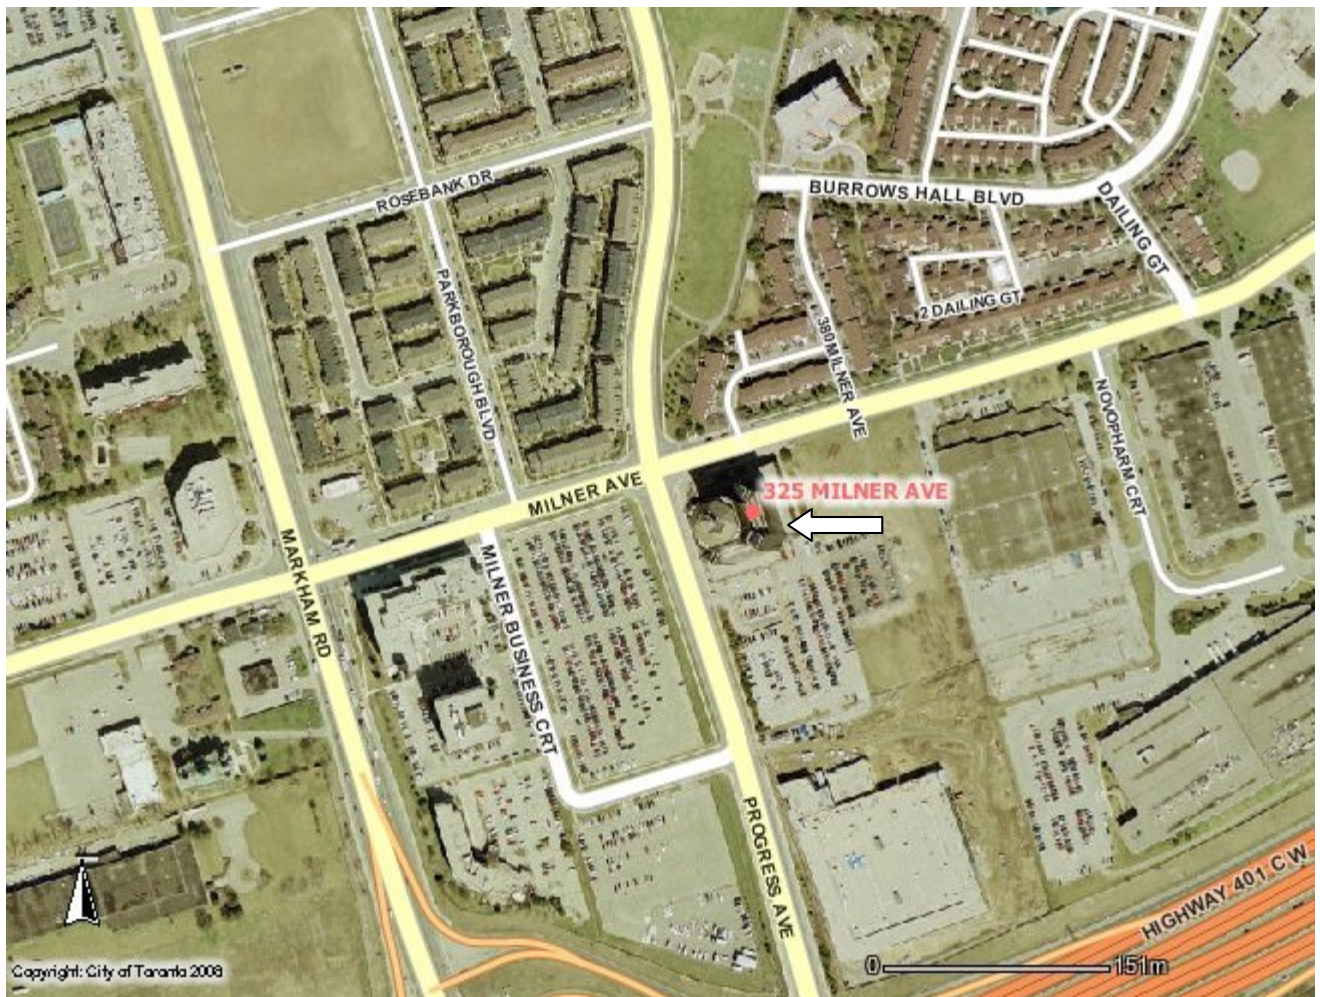 ROSEBANK DR
BURROWS HALL BLVD
DAILING GT
PARKBOROUGH BLVD
2 DAILING GT
380 MILNER AVE
NOVOPHARM CRT
MILNER AVE
325 MILNER AVE
MARKHAM RD
MILNER BUSINESS CRT
PROGRESS AVE
HIGHWAY 401 C W
Copyright: City of Toronto 2008
0
151m